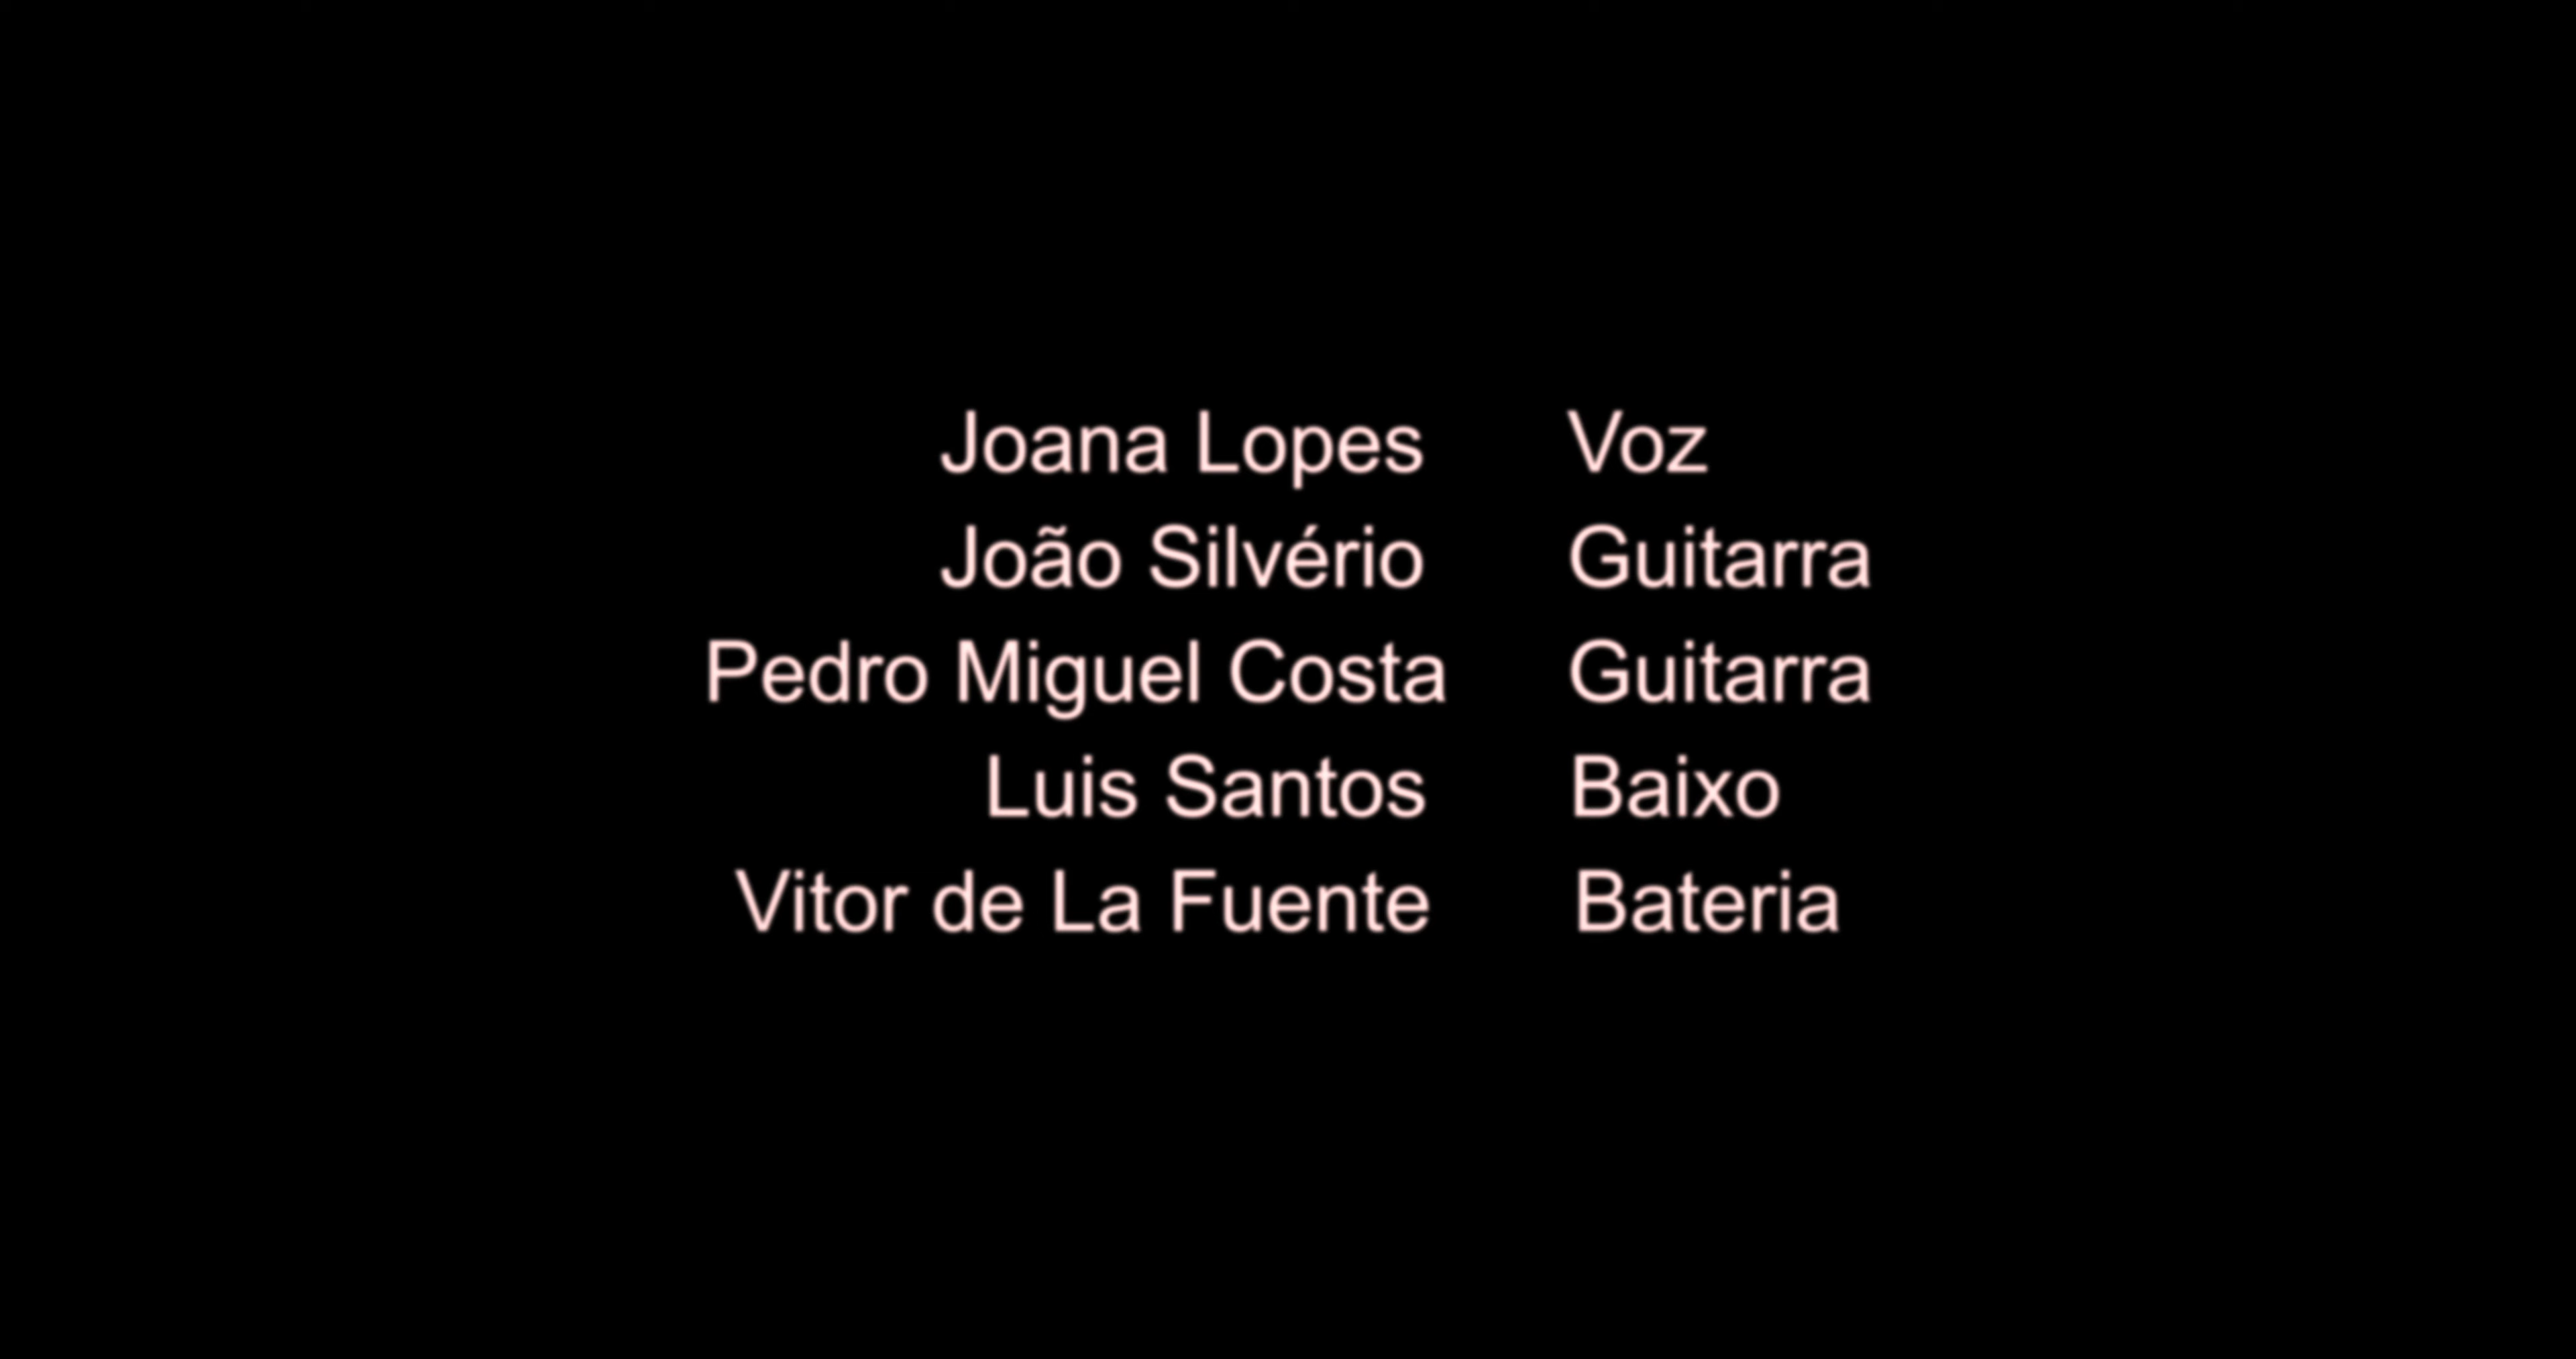 Joana Lopes Voz
João Silvério Guitarra
Pedro Miguel Costa Guitarra
Luis Santos Baixo
Vitor de La Fuente Bateria